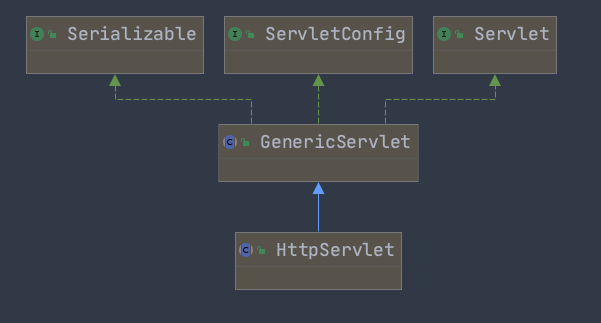 I Serializable
I ServletConfig
I Servlet
C GenericServlet
C HttpServlet